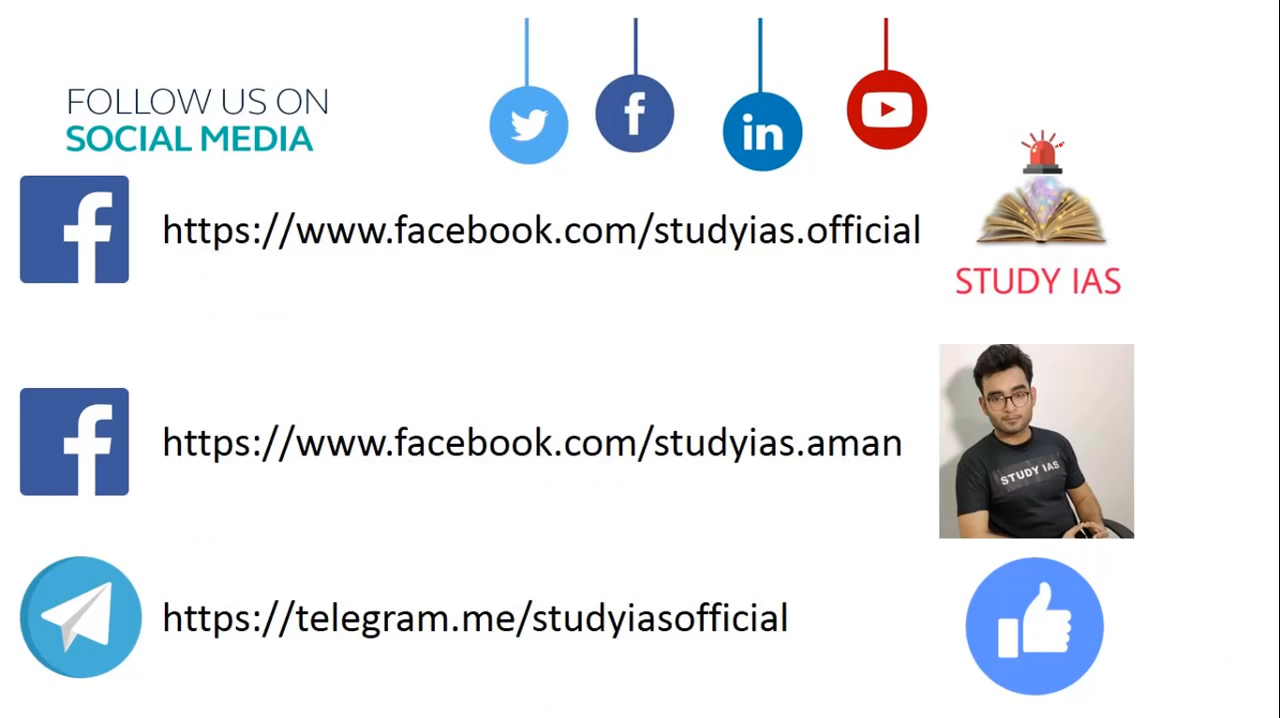 FOLLOW US ON
SOCIAL MEDIA
https://www.facebook.com/studyias.official
STUDY IAS
https://www.facebook.com/studyias.aman
STUDY IAS
https://telegram.me/studyiasofficial